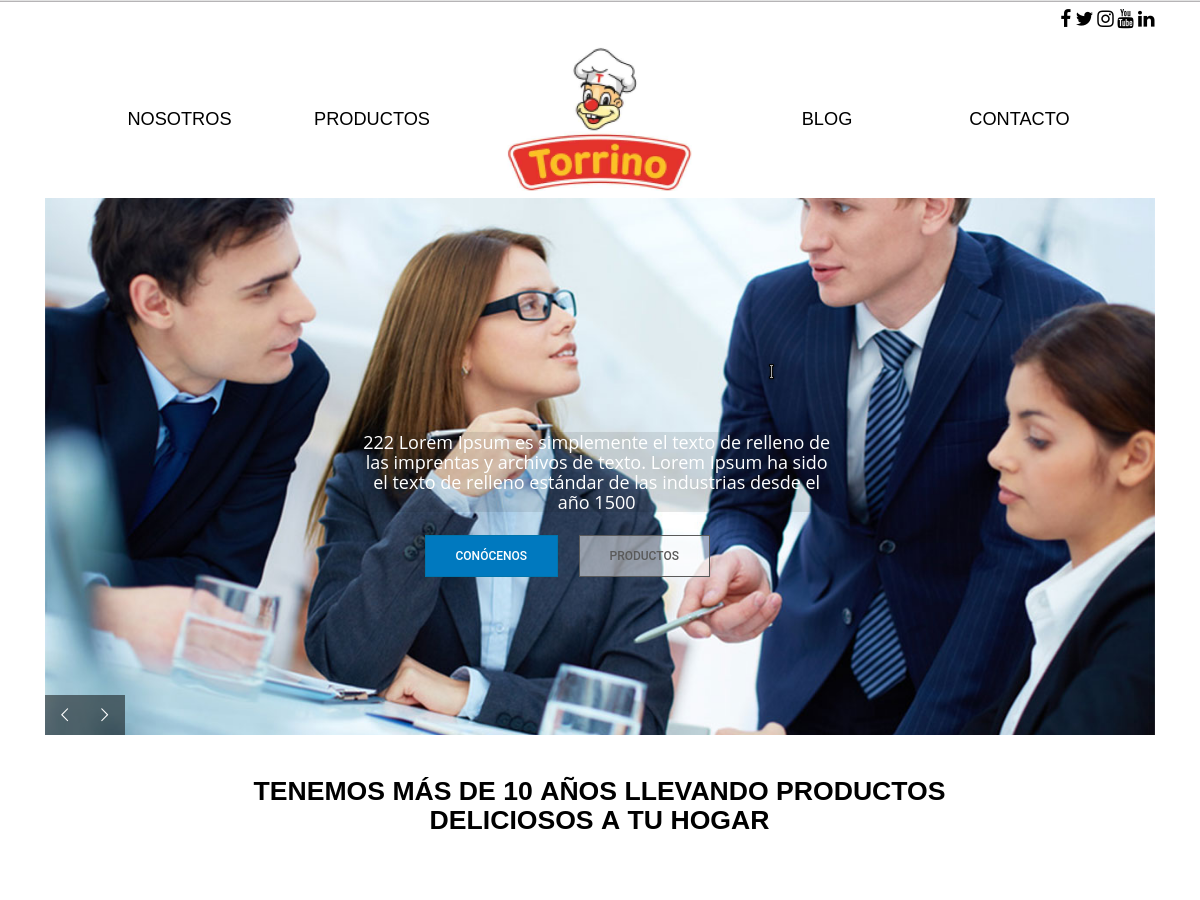 You
Tube
NOSOTROS
PRODUCTOS
T
Torrino
BLOG
CONTACTO
222 Lorem Ipsum es simplemente el texto de relleno de
las imprentas y archivos de texto. Lorem Ipsum ha sido
el texto de relleno estándar de las industrias desde el
año 1500
CONÓCENOS
PRODUCTOS
TENEMOS MÁS DE 10 AÑOS LLEVANDO PRODUCTOS
DELICIOSOS A TU HOGAR